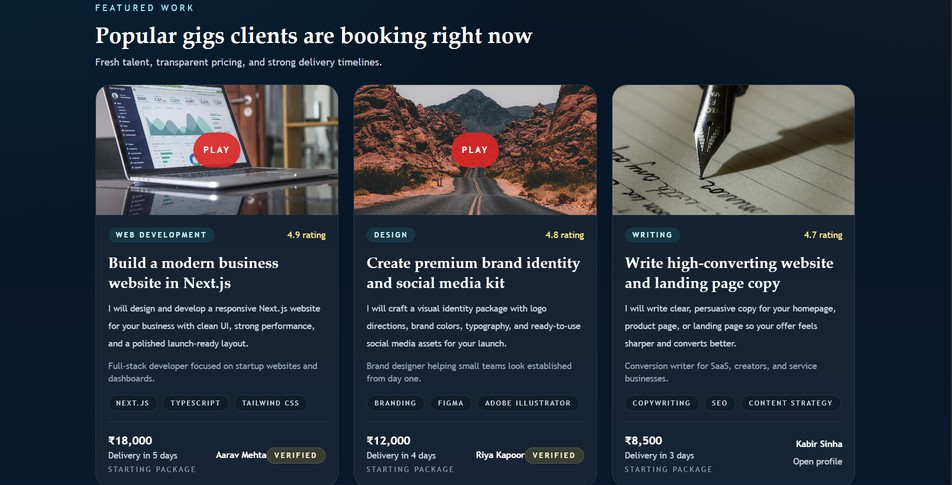 FEATURED WORK
Popular gigs clients are booking right now
Fresh talent, transparent pricing, and strong delivery timelines.
PLAY
WEB DEVELOPMENT
4.9 rating
Build a modern business
website in Next.js
I will design and develop a responsive Next.js website
for your business with clean UI, strong performance,
and a polished launch-ready layout.
Full-stack developer focused on startup websites and
dashboards.
NEXT.JS
TYPESCRIPT
TAILWIND CSS
₹18,000
Delivery in 5 days
STARTING PACKAGE
Aarav Mehta
VERIFIED
PLAY
DESIGN
4.8 rating
Create premium brand identity
and social media kit
I will craft a visual identity package with logo
directions, brand colors, typography, and ready-to-use
social media assets for your launch.
Brand designer helping small teams look established
from day one.
BRANDING
FIGMA
ADOBE ILLUSTRATOR
₹12,000
Delivery in 4 days
STARTING PACKAGE
Riya Kapoor
VERIFIED
WRITING
4.7 rating
Write high-converting website
and landing page copy
I will write clear, persuasive copy for your homepage,
product page, or landing page so your offer feels
sharper and converts better.
Conversion writer for SaaS, creators, and service
businesses.
COPYWRITING
SEO
CONTENT STRATEGY
₹8,500
Delivery in 3 days
STARTING PACKAGE
Kabir Sinha
Open profile